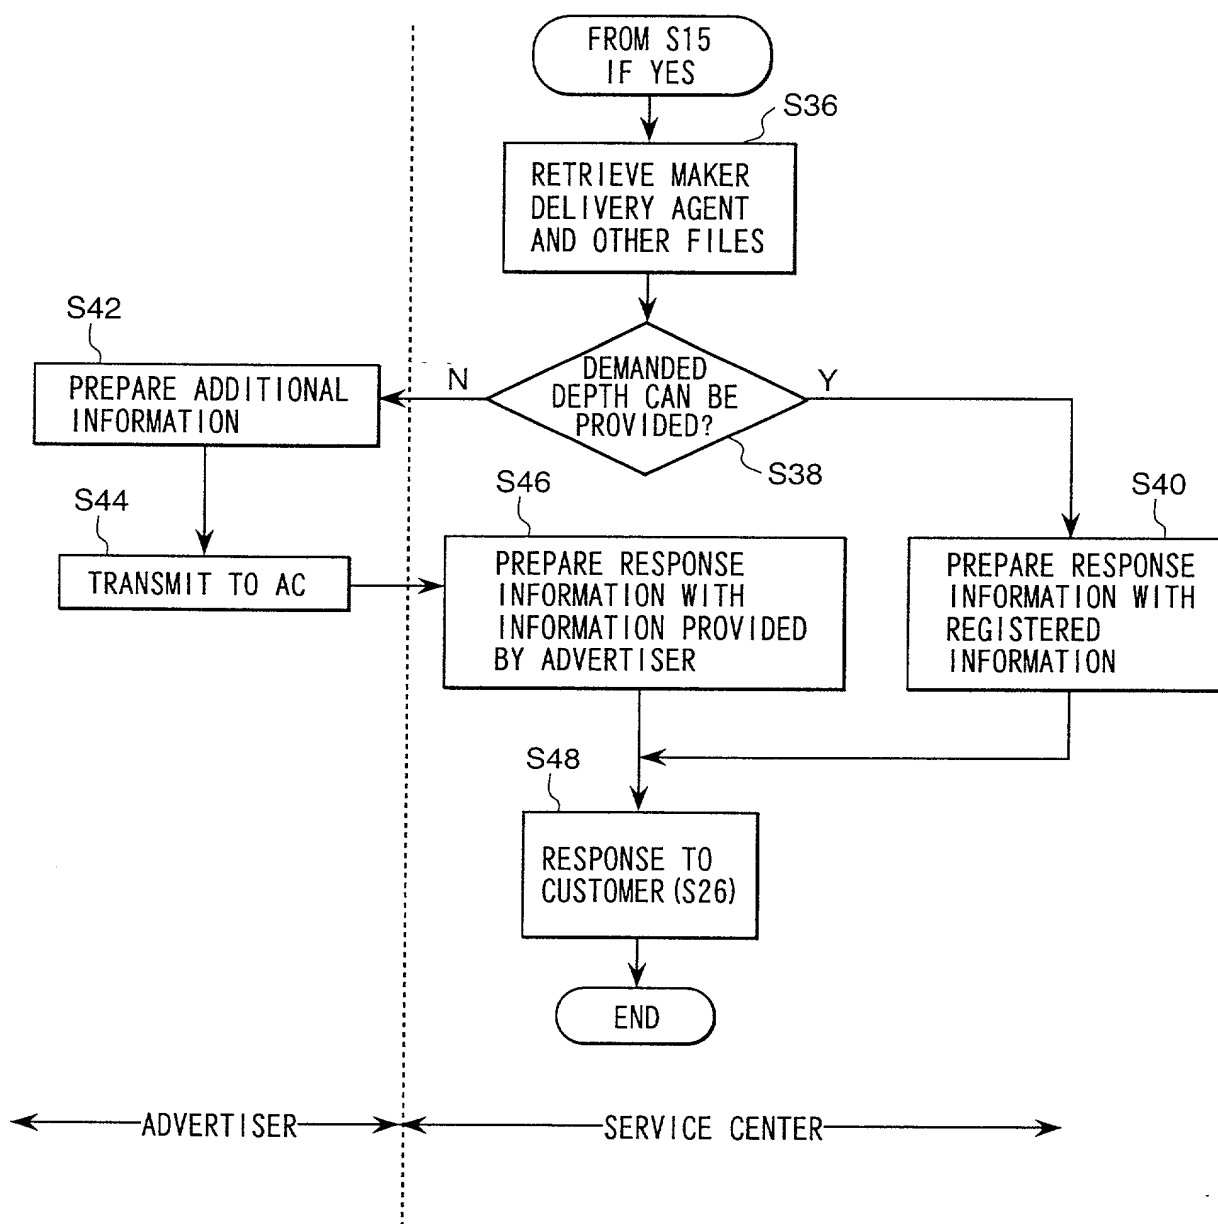 FROM S15
IF YES
S36
RETRIEVE MAKER
DELIVERY AGENT
AND OTHER FILES
S42
PREPARE ADDITIONAL
INFORMATION
N
DEMANDED
DEPTH CAN BE
PROVIDED?
Y
S38
S44
TRANSMIT TO AC
S46
PREPARE RESPONSE
INFORMATION WITH
INFORMATION PROVIDED
BY ADVERTISER
S40
PREPARE RESPONSE
INFORMATION WITH
REGISTERED
INFORMATION
S48
RESPONSE TO
CUSTOMER (S26)
END
ADVERTISER
SERVICE CENTER